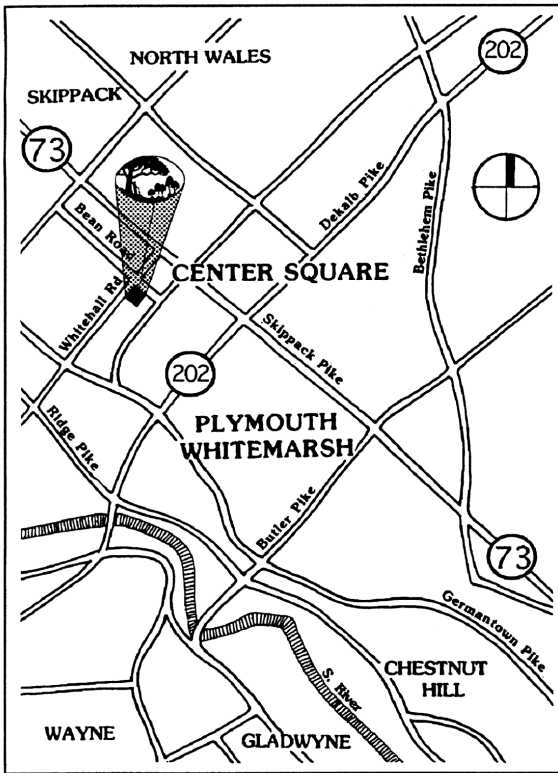 NORTH WALES
202
SKIPPACK
73
Bean Road
Dekalb Pike
Bethlehem Pike
CENTER SQUARE
Whitehall Rd.
Skippack Pike
202
PLYMOUTH
WHITEMARSH
Ridge Pike
Butler Pike
73
Germantown Pike
S. River
CHESTNUT
HILL
WAYNE
GLADWYNE